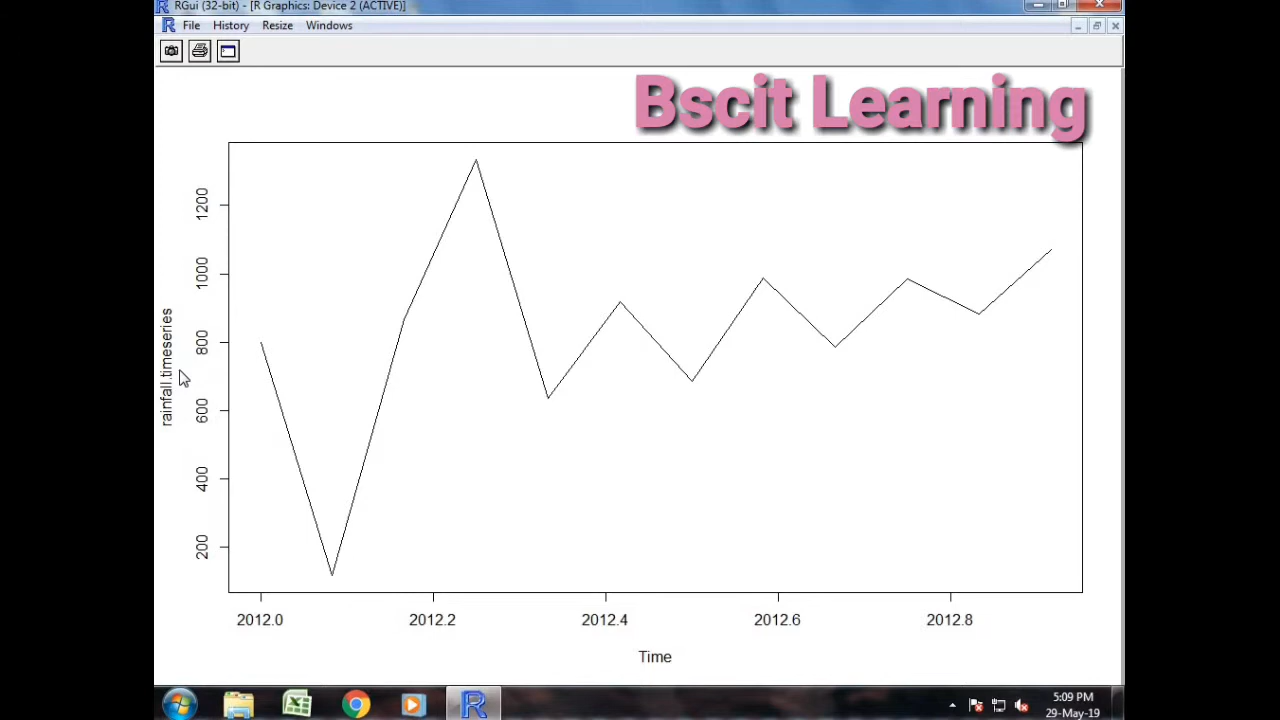 RGui (32-bit) - [R Graphics: Device 2 (ACTIVE)]
File History Resize Windows
Bscit Learning
rainfall.timeseries
1200
1000
800
600
400
200
2012.0 2012.2 2012.4 2012.6 2012.8
Time
5:09 PM
29-May-19